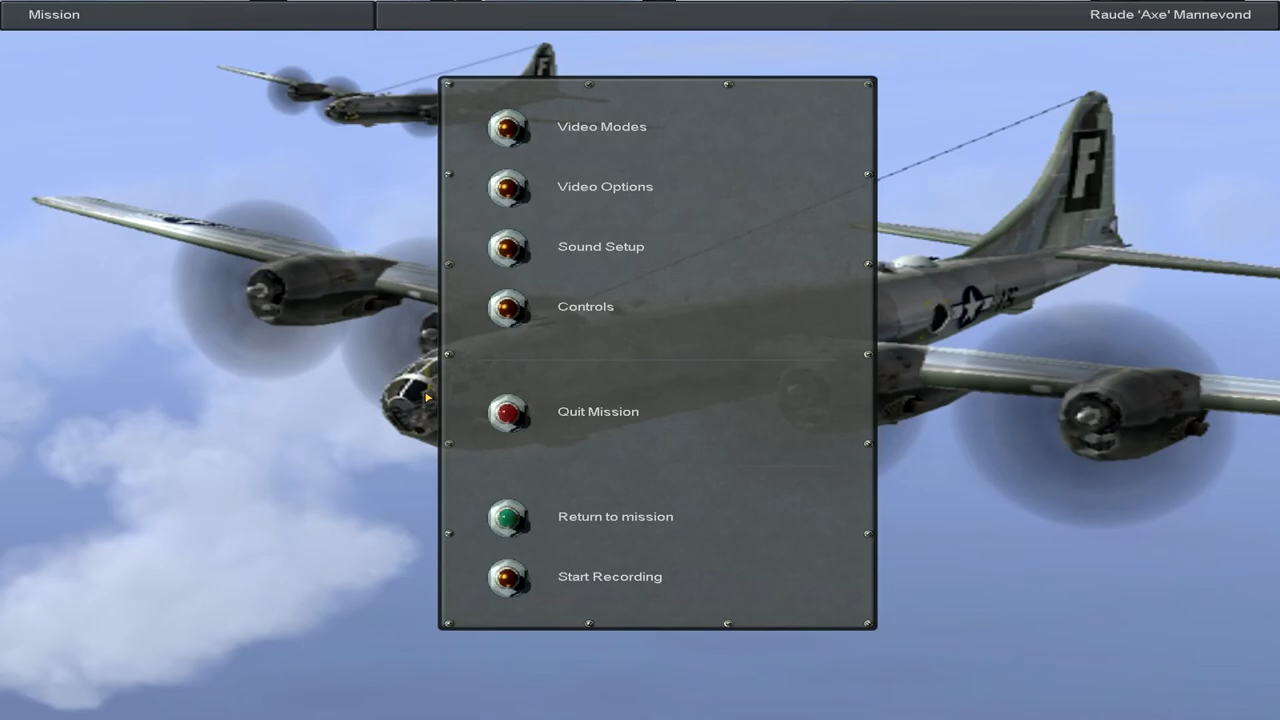 Mission
Raude 'Axe' Mannevond
F
F
Video Modes
Video Options
Sound Setup
Controls
Quit Mission
Return to mission
Start Recording